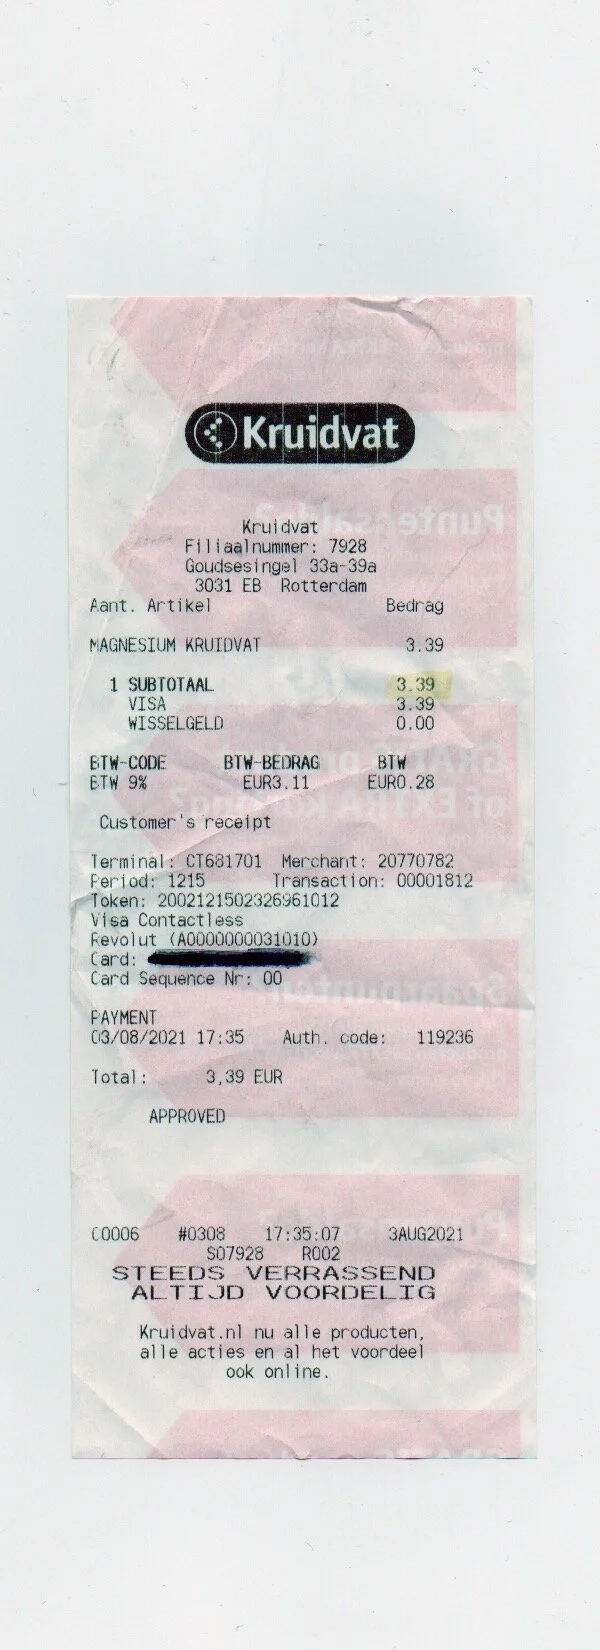 Kruidvat
Kruidvat
Filiaalnummer: 7928
Goudsesingel 33a-39a
3031 EB Rotterdam
Aant. Artikel Bedrag
MAGNESIUM KRUIDVAT 3.39
1 SUBTOTAAL 3.39
VISA 3.39
WISSELGELD 0.00
BTW-CODE BTW-BEDRAG BTW
BTW 9% EUR3.11 EUR0.28
Customer's receipt
Terminal: CT681701 Merchant: 20770782
Period: 1215 Transaction: 00001812
Token: 2002121502326961012
Visa Contactless
Revolut (A0000000031010)
Card:
Card Sequence Nr: 00
PAYMENT
03/08/2021 17:35 Auth. code: 119236
Total: 3,39 EUR
APPROVED
C0006 #0308 17:35:07 3AUG2021
S07928 R002
STEEDS VERRASSEND
ALTIJD VOORDELIG
Kruidvat.nl nu alle producten,
alle acties en al het voordeel
ook online.